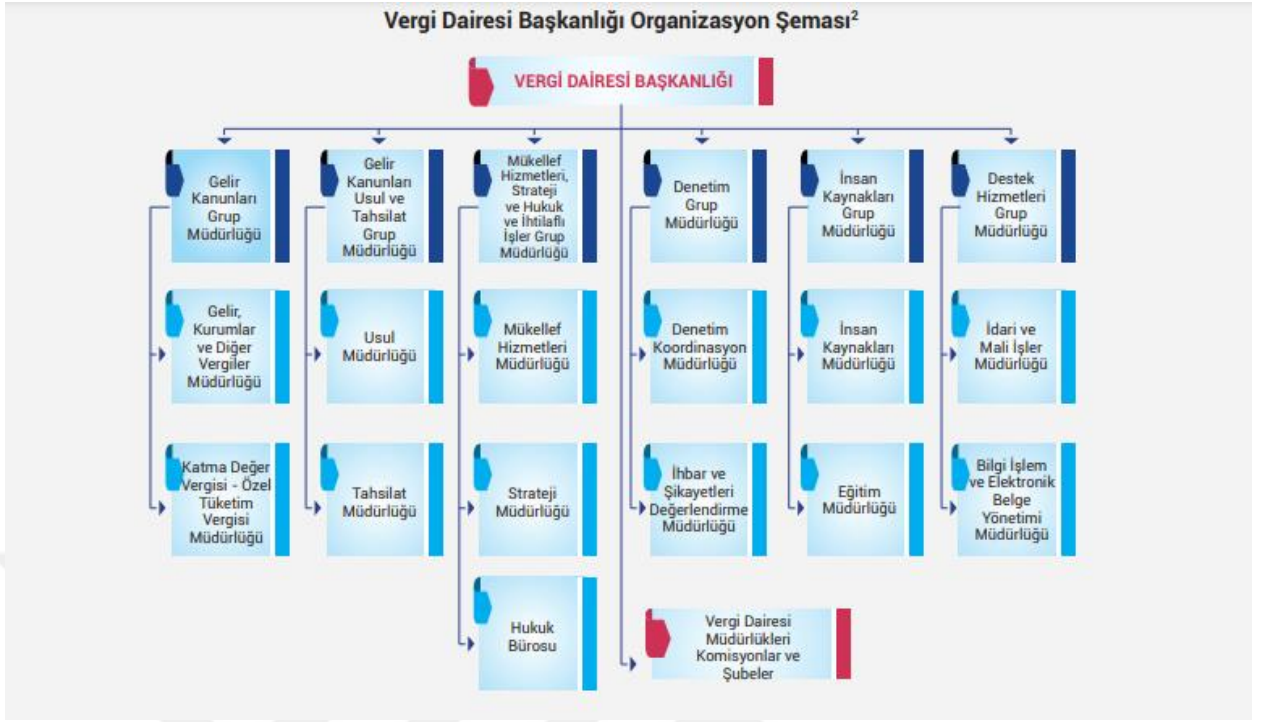 Vergi Dairesi Başkanlığı Organizasyon Şeması²
VERGİ DAİRESİ BAŞKANLIĞI
Gelir
Kanunları
Grup
Müdürlüğü
Gelir
Kanunları
Usul ve
Tahsilat
Grup
Müdürlüğü
Mükellef
Hizmetleri,
Strateji
ve Hukuk
ve İhtilaflı
İşler Grup
Müdürlüğü
Denetim
Grup
Müdürlüğü
İnsan
Kaynakları
Grup
Müdürlüğü
Destek
Hizmetleri
Grup
Müdürlüğü
Gelir,
Kurumlar
ve Diğer
Vergiler
Müdürlüğü
Usul
Müdürlüğü
Mükellef
Hizmetleri
Müdürlüğü
Denetim
Koordinasyon
Müdürlüğü
İnsan
Kaynakları
Müdürlüğü
İdari ve
Mali İşler
Müdürlüğü
Katma Değer
Vergisi - Özel
Tüketim
Vergisi
Müdürlüğü
Tahsilat
Müdürlüğü
Strateji
Müdürlüğü
İhbar ve
Şikayetleri
Değerlendirme
Müdürlüğü
Eğitim
Müdürlüğü
Bilgi İşlem
ve Elektronik
Belge
Yönetimi
Müdürlüğü
Hukuk
Bürosu
Vergi Dairesi
Müdürlükleri
Komisyonlar ve
Şubeler